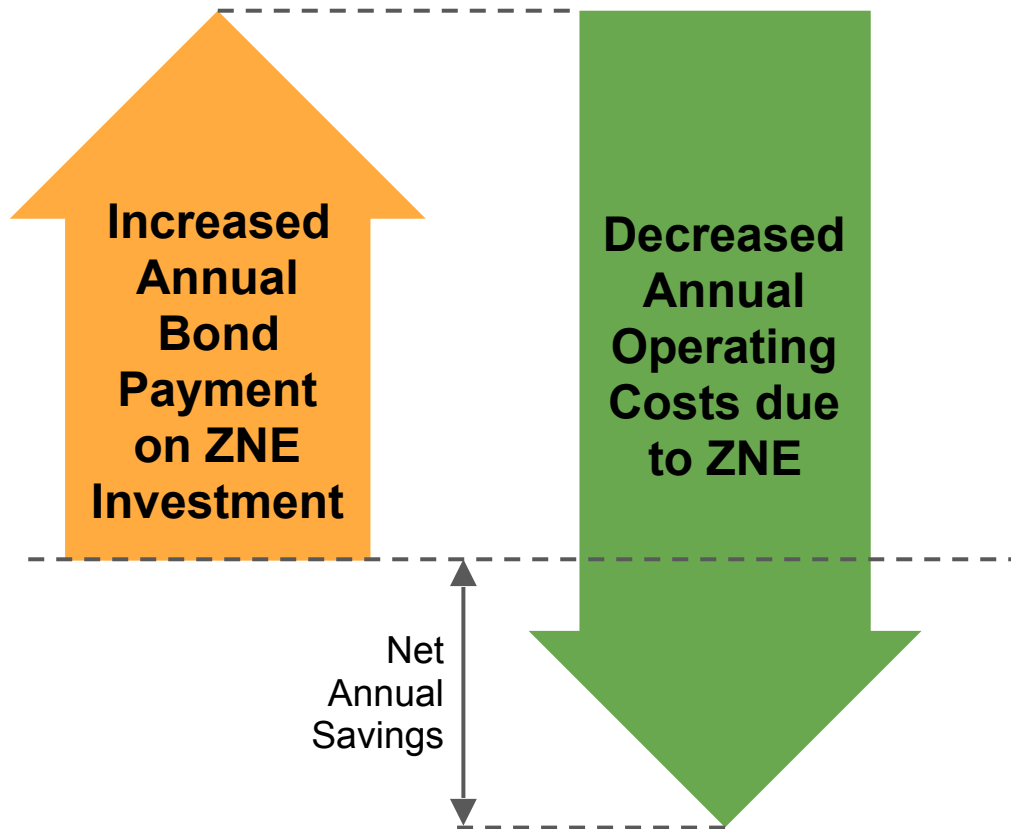 Increased
Annual
Bond
Payment
on ZNE
Investment
Decreased
Annual
Operating
Costs due
to ZNE
Net
Annual
Savings